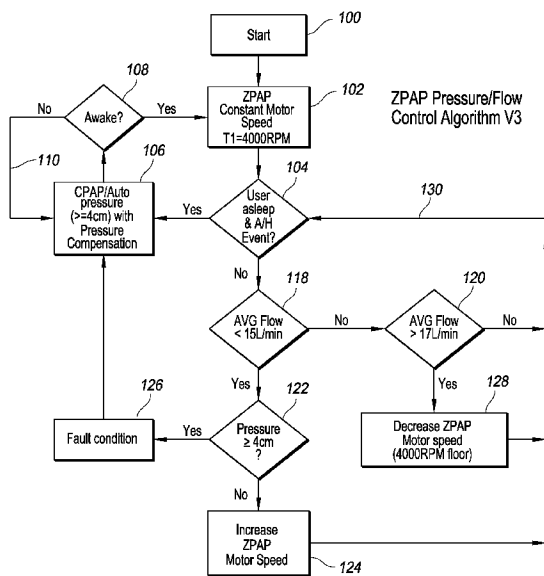 100
Start
108
Awake?
No
Yes
110
ZPAP
Constant Motor
Speed
T1=4000RPM
102
ZPAP Pressure/Flow
Control Algorithm V3
106
CPAP/Auto
pressure
(>=4cm) with
Pressure
Compensation
104
User
asleep
& A/H
Event?
Yes
No
130
118
AVG Flow
< 15L/min
No
Yes
120
AVG Flow
> 17L/min
No
Yes
126
Fault condition
Yes
122
Pressure
≥ 4cm
?
No
128
Decrease ZPAP
Motor speed
(4000RPM floor)
Increase
ZPAP
Motor Speed
124